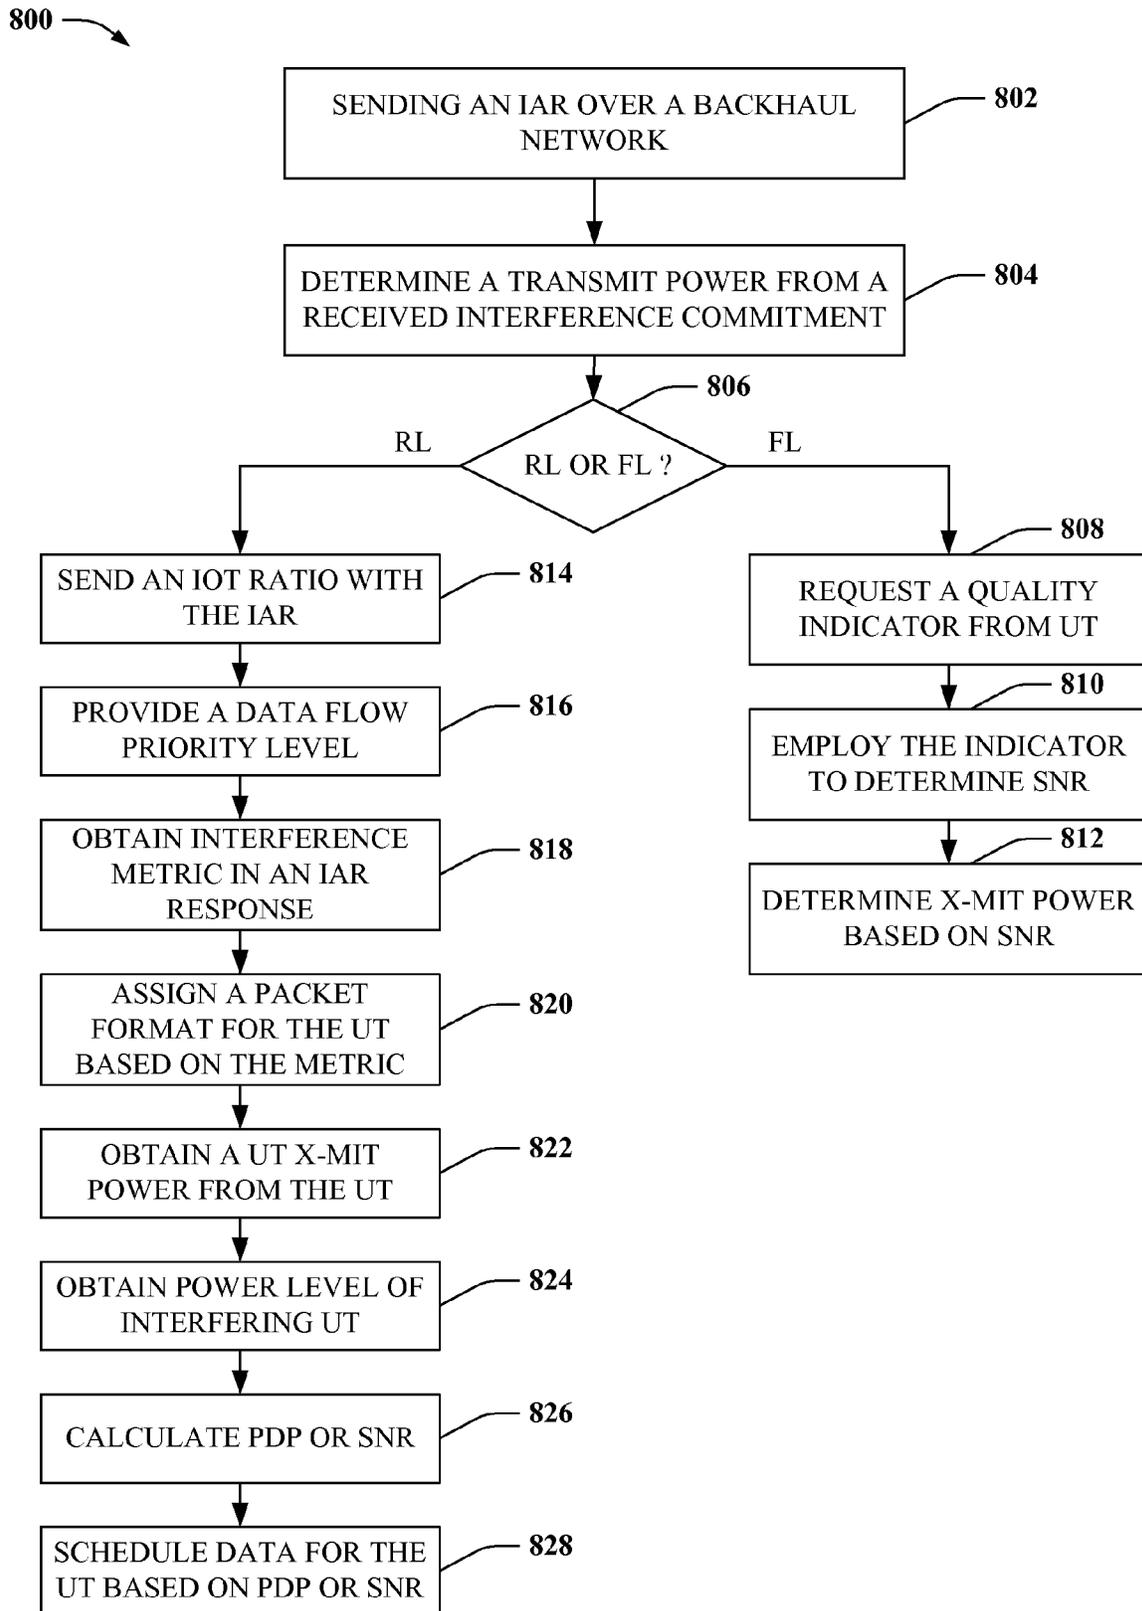 800
SENDING AN IAR OVER A BACKHAUL
NETWORK
802
DETERMINE A TRANSMIT POWER FROM A
RECEIVED INTERFERENCE COMMITMENT
804
806
RL
RL OR FL ?
FL
SEND AN IOT RATIO WITH
THE IAR
814
PROVIDE A DATA FLOW
PRIORITY LEVEL
816
OBTAIN INTERFERENCE
METRIC IN AN IAR
RESPONSE
818
ASSIGN A PACKET
FORMAT FOR THE UT
BASED ON THE METRIC
820
OBTAIN A UT X-MIT
POWER FROM THE UT
822
OBTAIN POWER LEVEL OF
INTERFERING UT
824
CALCULATE PDP OR SNR
826
SCHEDULE DATA FOR THE
UT BASED ON PDP OR SNR
828
808
REQUEST A QUALITY
INDICATOR FROM UT
810
EMPLOY THE INDICATOR
TO DETERMINE SNR
812
DETERMINE X-MIT POWER
BASED ON SNR